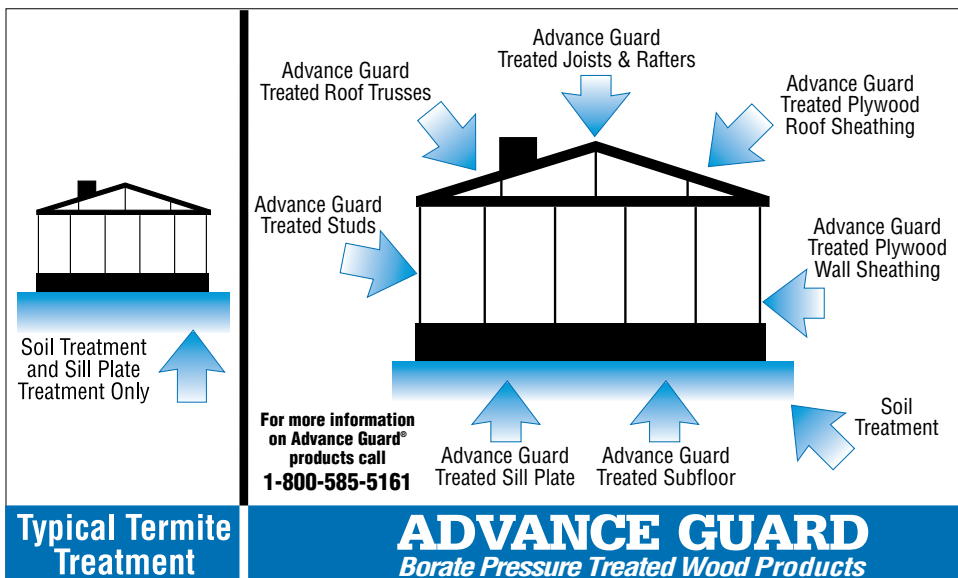 Soil Treatment
and Sill Plate
Treatment Only
Typical Termite
Treatment
Advance Guard
Treated Joists & Rafters
Advance Guard
Treated Roof Trusses
Advance Guard
Treated Plywood
Roof Sheathing
Advance Guard
Treated Studs
Advance Guard
Treated Plywood
Wall Sheathing
For more information
on Advance Guard®
products call
1-800-585-5161
Advance Guard
Treated Sill Plate
Advance Guard
Treated Subfloor
Soil
Treatment
ADVANCE GUARD
Borate Pressure Treated Wood Products